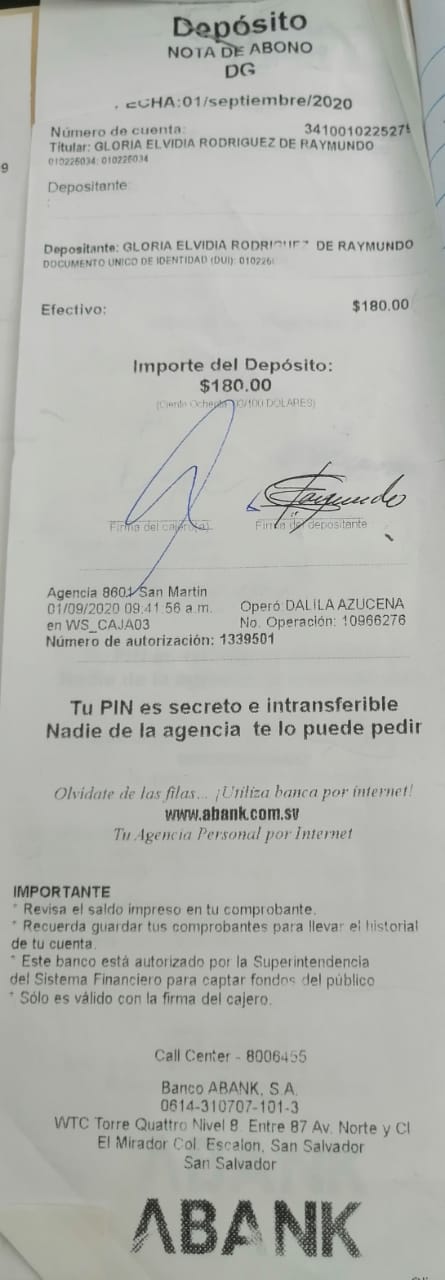 Depósito
NOTA DE ABONO
DG
ECHA:01/septiembre/2020
Número de cuenta: 341001022527
Titular: GLORIA ELVIDIA RODRIGUEZ DE RAYMUNDO
010226034: 010226034
Depositante:
:
Depositante: GLORIA ELVIDIA RODRIGUEZ DE RAYMUNDO
DOCUMENTO UNICO DE IDENTIDAD (DUI): 010226
Efectivo: $180.00
Importe del Depósito:
$180.00
(Ciento Ochenta /100 DOLARES)
Raymundo
Firma del cajero(a) Firma del depositante
Agencia 8601 San Martin
01/09/2020 09:41:56 a.m. Operó DALILA AZUCENA
en WS_CAJA03 No. Operación: 10966276
Número de autorización: 1339501
Tu PIN es secreto e intransferible
Nadie de la agencia te lo puede pedir
Olvídate de las filas... ¡Utiliza banca por internet!
www.abank.com.sv
Tu Agencia Personal por Internet
IMPORTANTE
* Revisa el saldo impreso en tu comprobante.
* Recuerda guardar tus comprobantes para llevar el historial
de tu cuenta.
* Este banco está autorizado por la Superintendencia
del Sistema Financiero para captar fondos del público
* Sólo es válido con la firma del cajero.
Call Center - 8006455
Banco ABANK, S.A.
0614-310707-101-3
WTC Torre Quattro Nivel 8. Entre 87 Av. Norte y Cl
El Mirador Col. Escalon, San Salvador
San Salvador
ABANK